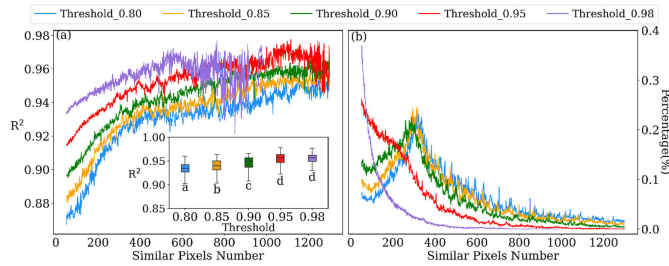 Threshold_0.80 Threshold_0.85 Threshold_0.90 Threshold_0.95 Threshold_0.98
(a)
0.98
0.96
0.94
0.92
0.90
0.88
R²
0 200 400 600 800 1000 1200
Similar Pixels Number
1.00
0.95
0.90
0.85
R²
a b c d d
0.80 0.85 0.90 0.95 0.98
Threshold
(b)
0.4
0.3
0.2
0.1
0.0
Percentage(%)
0 200 400 600 800 1000 1200
Similar Pixels Number